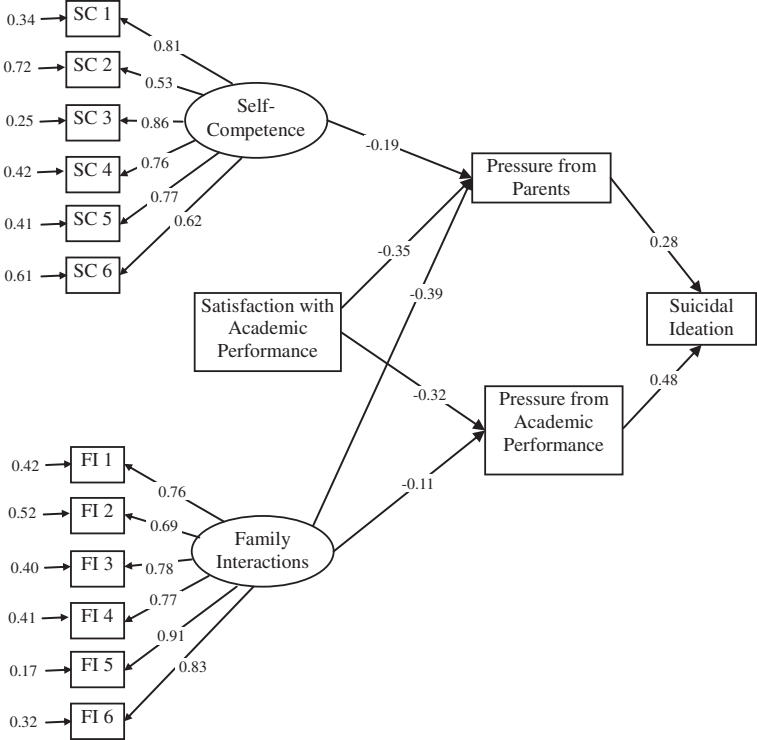 0.34
SC 1
0.81
0.72
SC 2
0.53
0.25
SC 3
0.86
0.42
SC 4
0.76
0.41
SC 5
0.77
0.61
SC 6
0.62
Self-
Competence
-0.19
Pressure from
Parents
-0.35
-0.39
0.28
Satisfaction with
Academic
Performance
Suicidal
Ideation
-0.32
0.48
Pressure from
Academic
Performance
-0.11
0.42
FI 1
0.76
0.52
FI 2
0.69
0.40
FI 3
0.78
0.41
FI 4
0.77
0.17
FI 5
0.91
0.32
FI 6
0.83
Family
Interactions